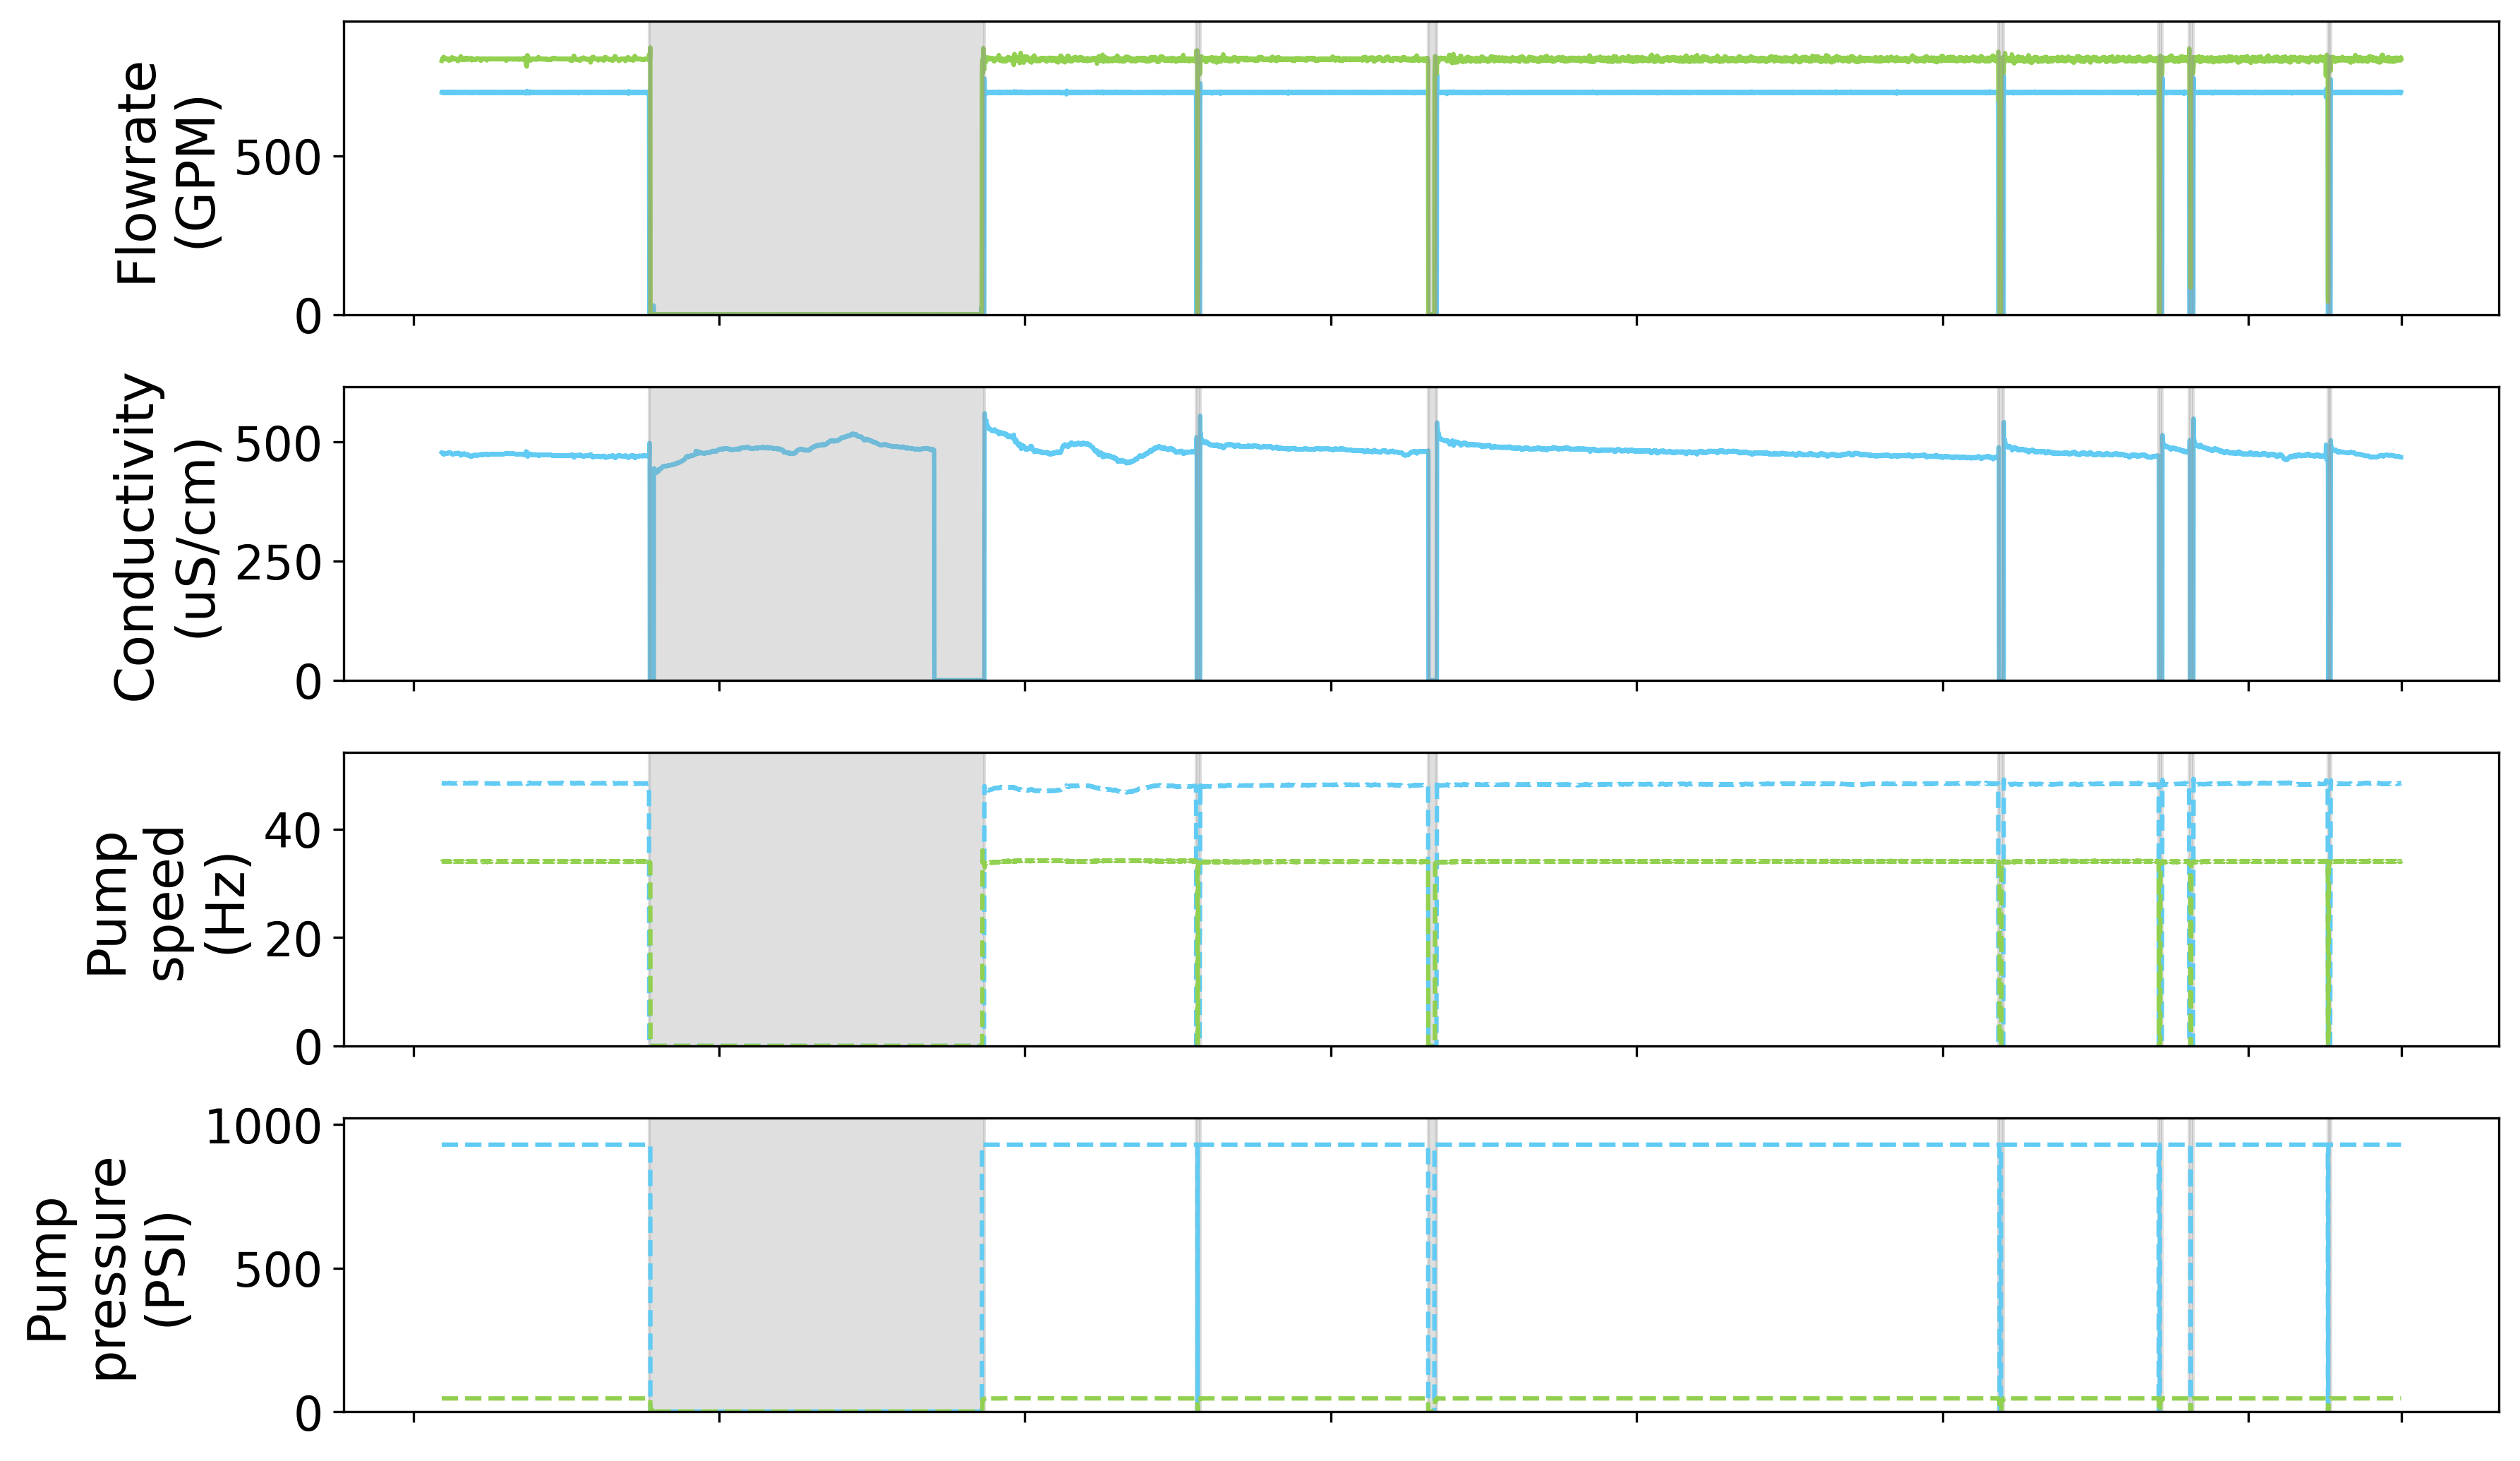 Flowrate
(GPM)
500
0
Conductivity
(uS/cm)
500
250
0
Pump
speed
(Hz)
40
20
0
Pump
pressure
(PSI)
1000
500
0